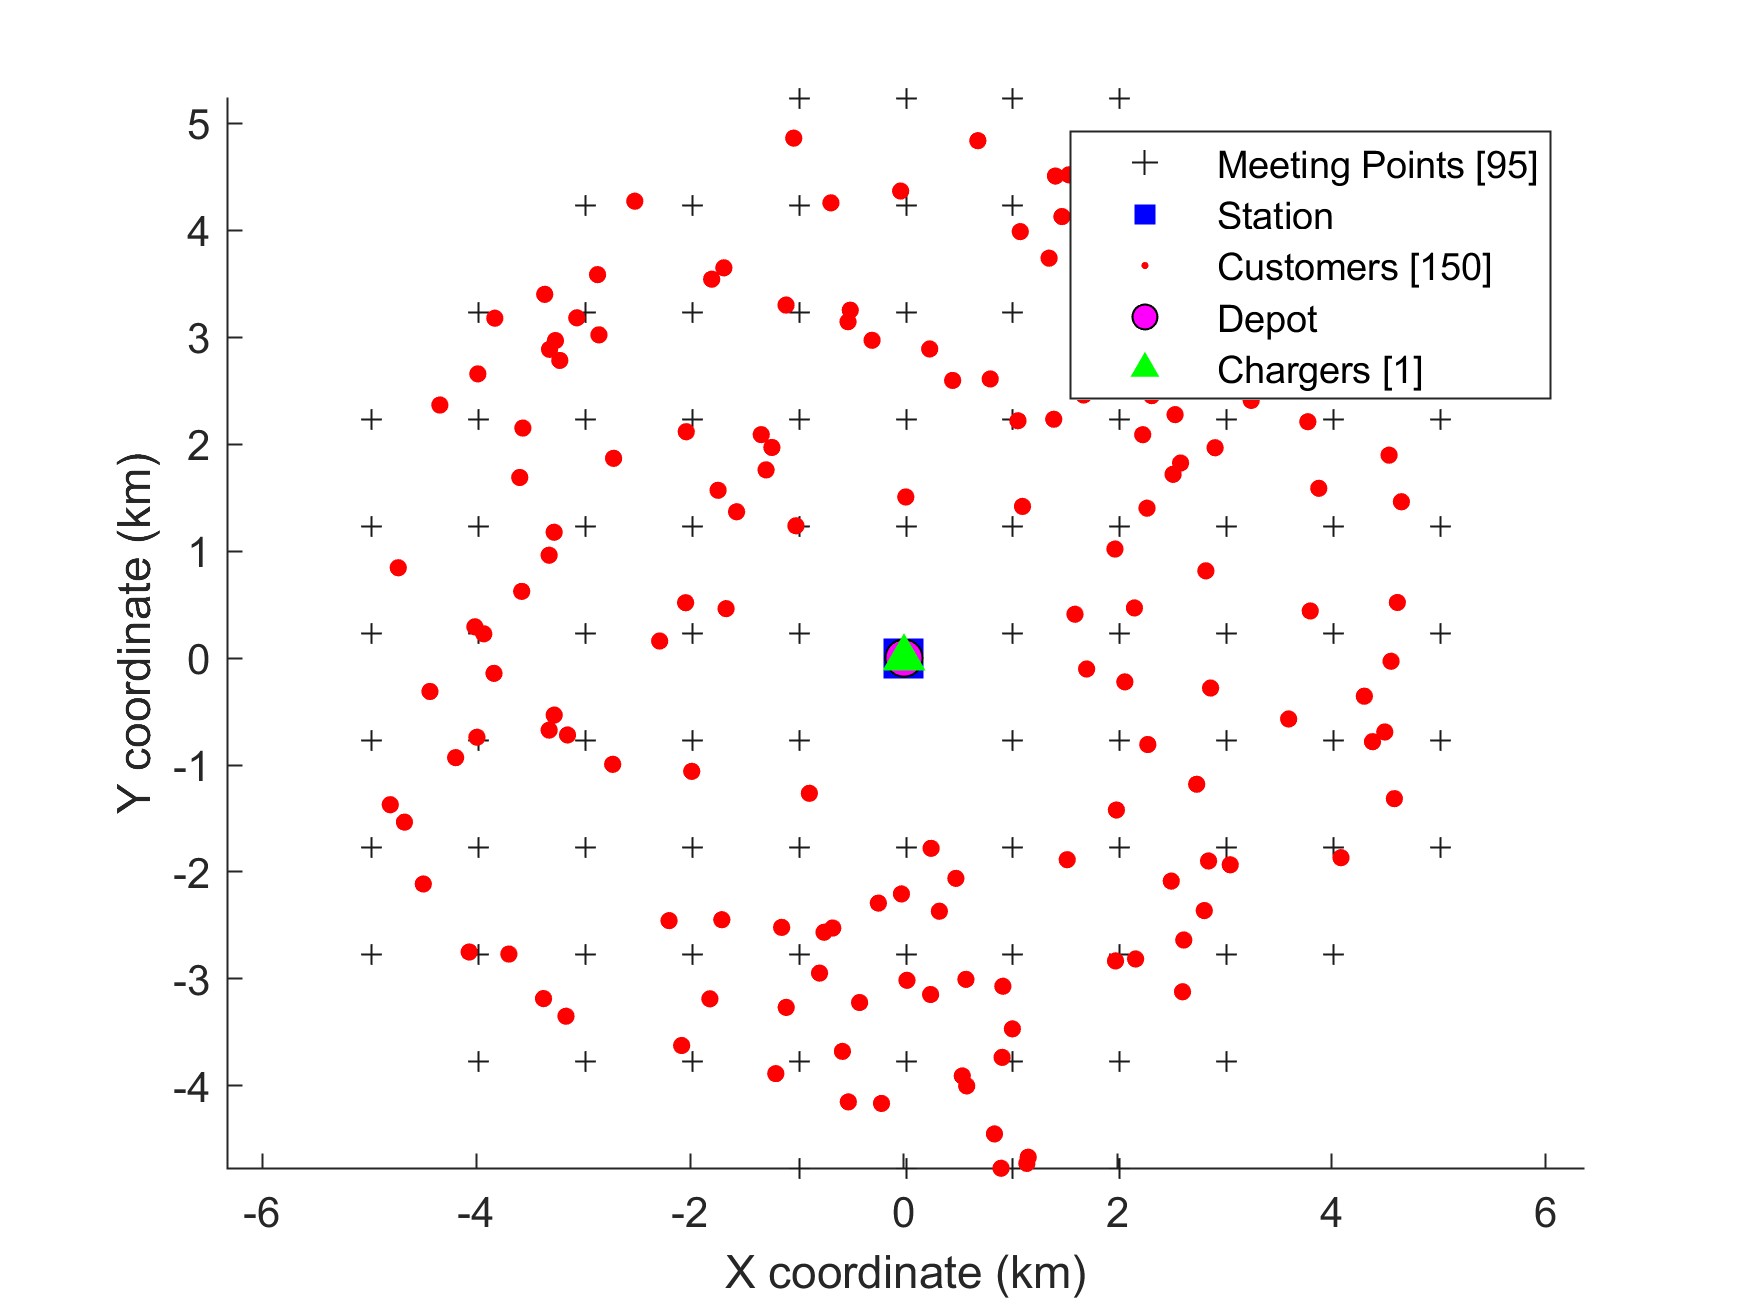 5
4
3
2
1
0
-1
-2
-3
-4
Y coordinate (km)
Meeting Points [95]
Station
Customers [150]
Depot
Chargers [1]
-6 -4 -2 0 2 4 6
X coordinate (km)